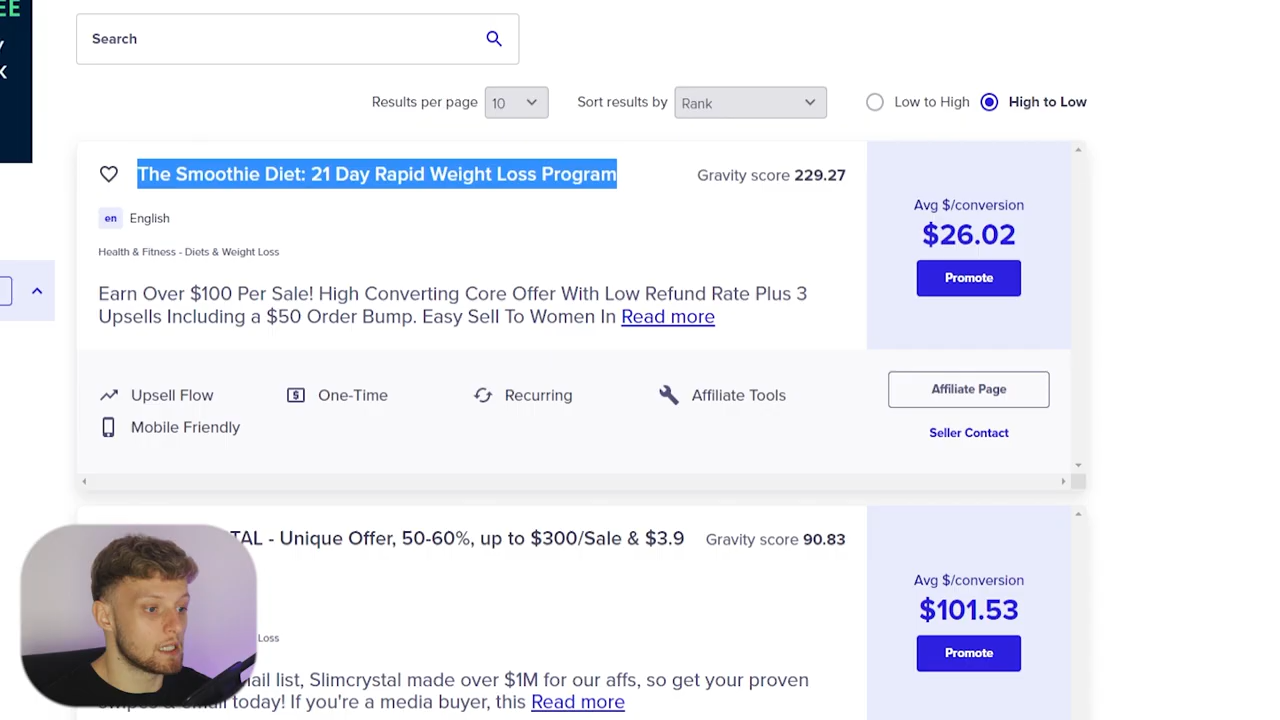 EE
Search
Results per page 10 Sort results by Rank Low to High High to Low
The Smoothie Diet: 21 Day Rapid Weight Loss Program Gravity score 229.27
en English
Health & Fitness - Diets & Weight Loss
Earn Over $100 Per Sale! High Converting Core Offer With Low Refund Rate Plus 3
Upsells Including a $50 Order Bump. Easy Sell To Women In Read more
Avg $/conversion
$26.02
Promote
Upsell Flow One-Time Recurring Affiliate Tools
Mobile Friendly
Affiliate Page
Seller Contact
TAL - Unique Offer, 50-60%, up to $300/Sale & $3.9 Gravity score 90.83
Loss
Avg $/conversion
$101.53
Promote
list, Slimcrystal made over $1M for our affs, so get your proven
today! If you're a media buyer, this Read more